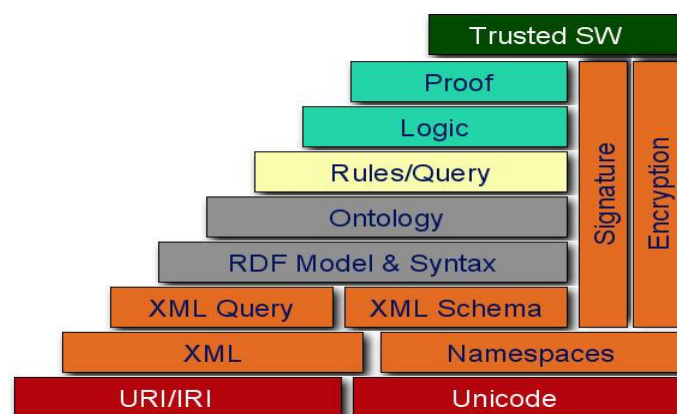 Trusted SW
Proof
Logic
Rules/Query
Ontology
RDF Model & Syntax
XML Query
XML Schema
Signature
Encryption
XML
Namespaces
URI/IRI
Unicode